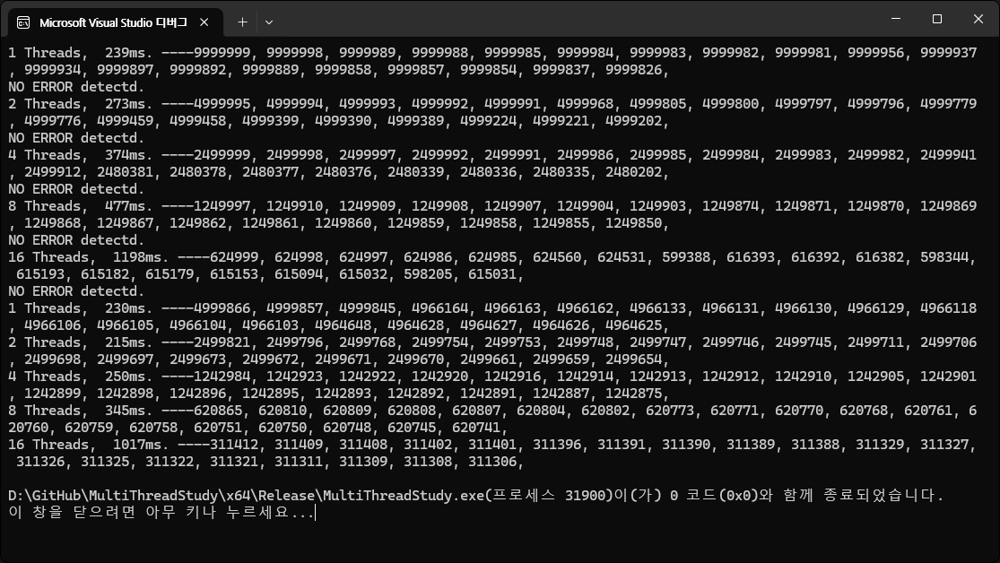 Microsoft Visual Studio 디버그
1 Threads,  239ms. ----9999999, 9999998, 9999989, 9999988, 9999985, 9999984, 9999983, 9999982, 9999981, 9999956, 9999937
, 9999934, 9999897, 9999892, 9999889, 9999858, 9999857, 9999854, 9999837, 9999826,
NO ERROR detectd.
2 Threads,  273ms. ----4999995, 4999994, 4999993, 4999992, 4999991, 4999968, 4999805, 4999800, 4999797, 4999796, 4999779
, 4999776, 4999459, 4999458, 4999399, 4999390, 4999389, 4999224, 4999221, 4999202,
NO ERROR detectd.
4 Threads,  374ms. ----2499999, 2499998, 2499997, 2499992, 2499991, 2499986, 2499985, 2499984, 2499983, 2499982, 2499941
, 2499912, 2480381, 2480378, 2480377, 2480376, 2480339, 2480336, 2480335, 2480202,
NO ERROR detectd.
8 Threads,  477ms. ----1249997, 1249910, 1249909, 1249908, 1249907, 1249904, 1249903, 1249874, 1249871, 1249870, 1249869
, 1249868, 1249867, 1249862, 1249861, 1249860, 1249859, 1249858, 1249855, 1249850,
NO ERROR detectd.
16 Threads,  1198ms. ----624999, 624998, 624997, 624986, 624985, 624560, 624531, 599388, 616393, 616392, 616382, 598344,
615193, 615182, 615179, 615153, 615094, 615032, 598205, 615031,
NO ERROR detectd.
1 Threads,  230ms. ----4999866, 4999857, 4999845, 4966164, 4966163, 4966162, 4966133, 4966131, 4966130, 4966129, 4966118
, 4966106, 4966105, 4966104, 4966103, 4964648, 4964628, 4964627, 4964626, 4964625,
2 Threads,  215ms. ----2499821, 2499796, 2499768, 2499754, 2499753, 2499748, 2499747, 2499746, 2499745, 2499711, 2499706
, 2499698, 2499697, 2499673, 2499672, 2499671, 2499670, 2499661, 2499659, 2499654,
4 Threads,  250ms. ----1242984, 1242923, 1242922, 1242920, 1242916, 1242914, 1242913, 1242912, 1242910, 1242905, 1242901
, 1242899, 1242898, 1242896, 1242895, 1242893, 1242892, 1242891, 1242887, 1242875,
8 Threads,  345ms. ----620865, 620810, 620809, 620808, 620807, 620804, 620802, 620773, 620771, 620770, 620768, 620761, 6
20760, 620759, 620758, 620751, 620750, 620748, 620745, 620741,
16 Threads,  1017ms. ----311412, 311409, 311408, 311402, 311401, 311396, 311391, 311390, 311389, 311388, 311329, 311327,
311326, 311325, 311322, 311321, 311311, 311309, 311308, 311306,
D:\GitHub\MultiThreadStudy\x64\Release\MultiThreadStudy.exe(프로세스 31900)이(가) 0 코드(0x0)와 함께 종료되었습니다.
이 창을 닫으려면 아무 키나 누르세요...